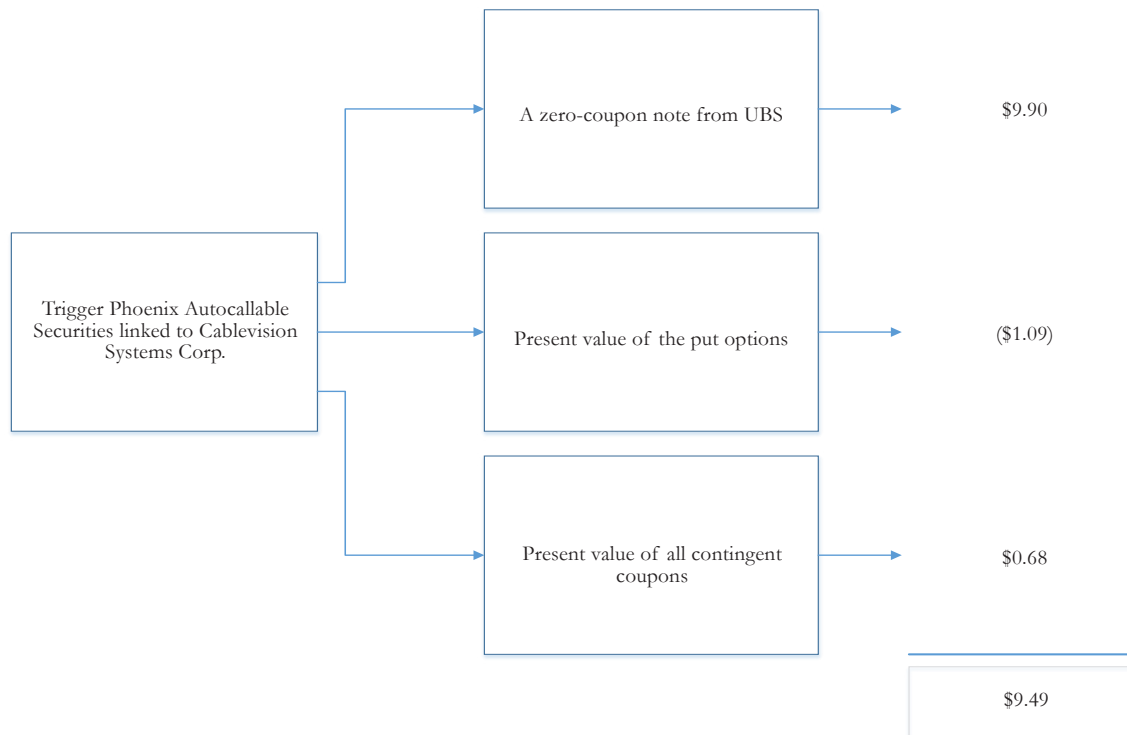 A zero-coupon note from UBS
$9.90
Trigger Phoenix Autocallable
Securities linked to Cablevision
Systems Corp.
Present value of the put options
($1.09)
Present value of all contingent
coupons
$0.68
$9.49